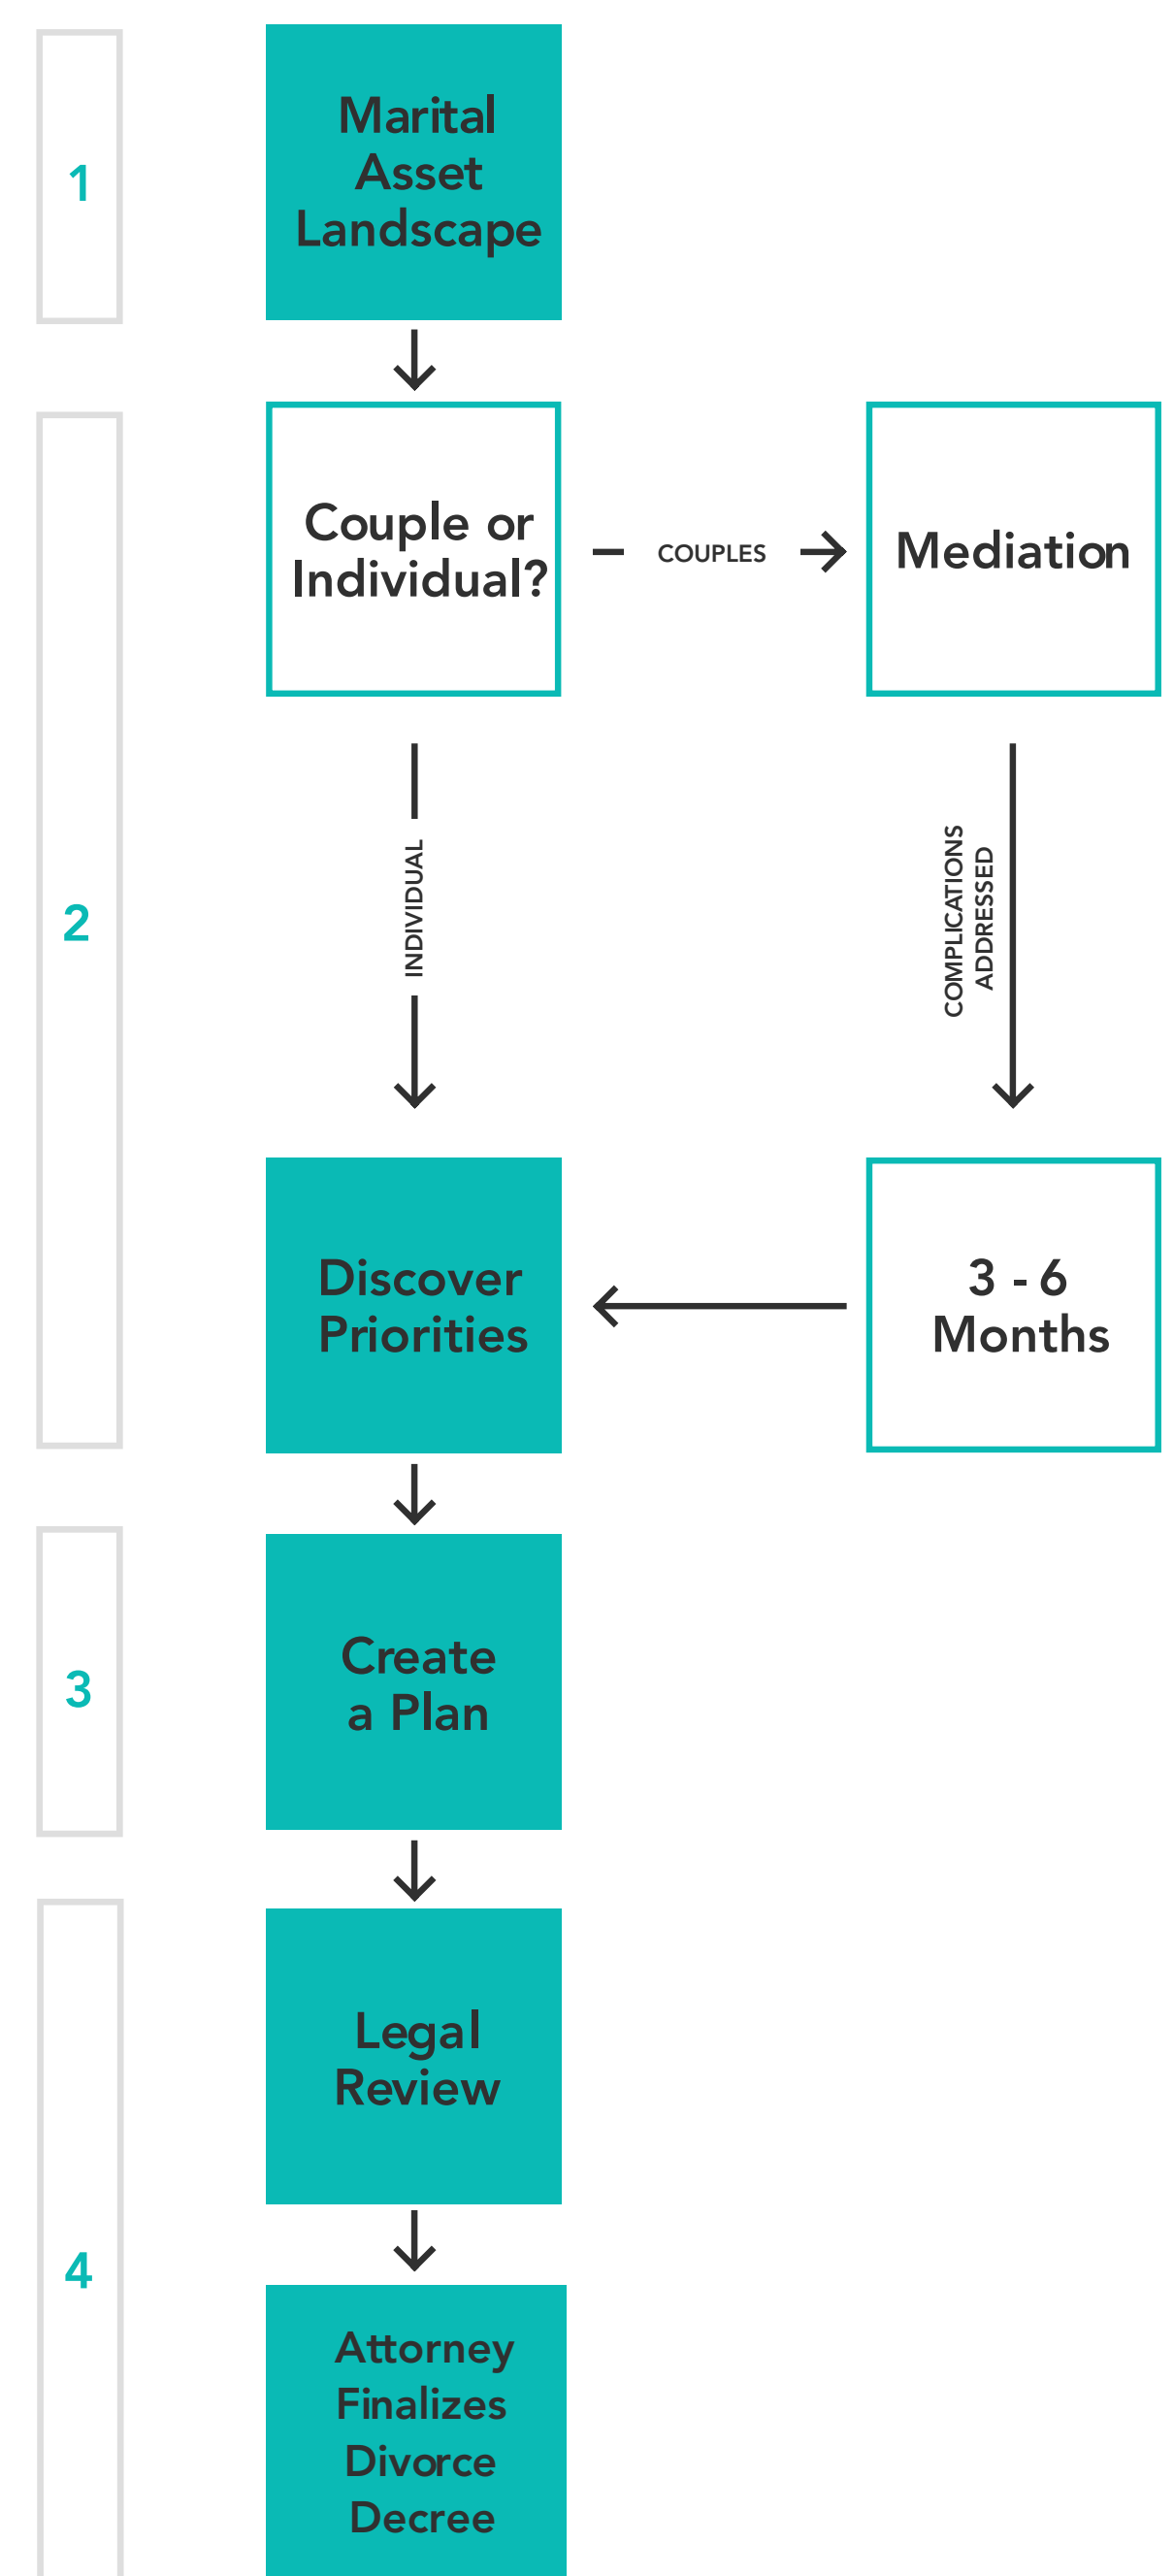 1
Marital
Asset
Landscape
2
Couple or
Individual?
COUPLES
Mediation
INDIVIDUAL
COMPLICATIONS
ADDRESSED
Discover
Priorities
3 - 6
Months
3
Create
a Plan
4
Legal
Review
Attorney
Finalizes
Divorce
Decree